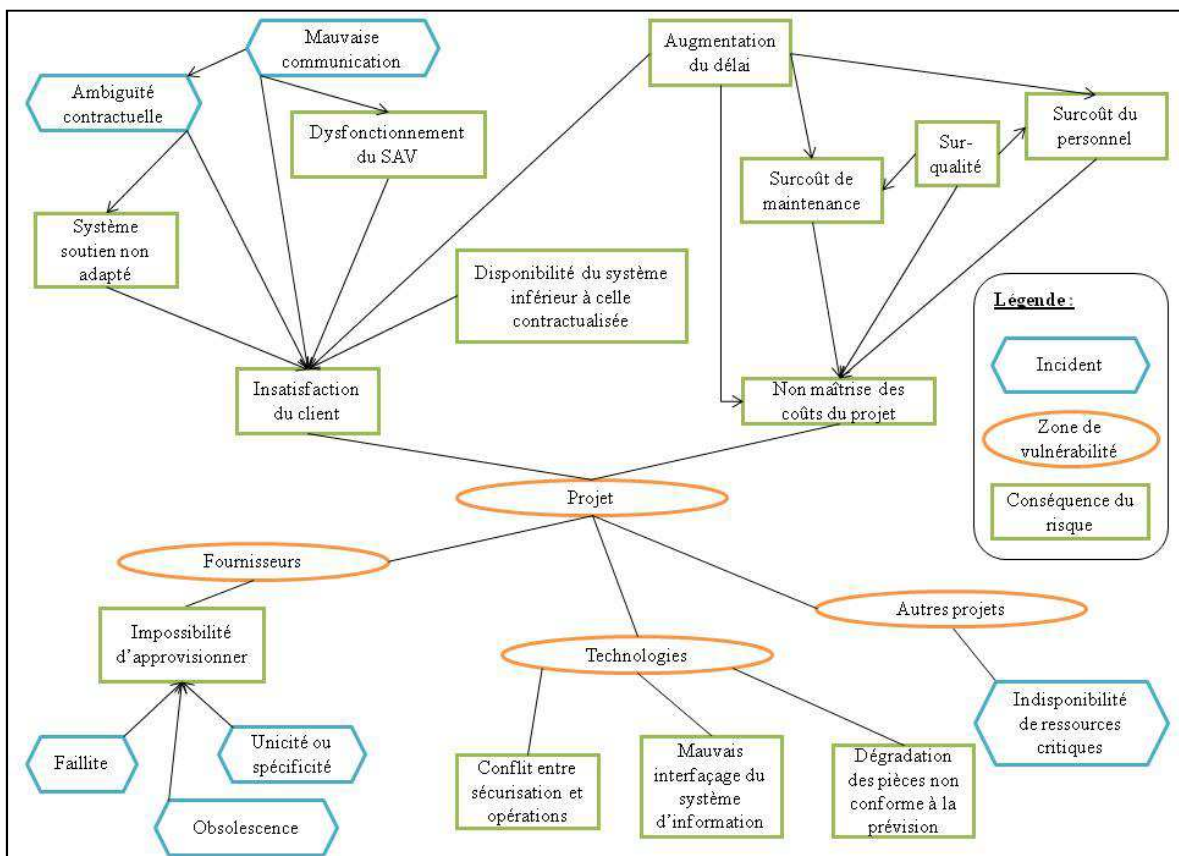 Mauvaise
communication
Augmentation
du délai
Ambiguïté
contractuelle
Dysfonctionnement
du SAV
Surcoût du
personnel
Sur-
qualité
Surcoût de
maintenance
Système
soutien non
adapté
Disponibilité du système
inférieur à celle
contractualisée
Insatisfaction
du client
Non maîtrise des
coûts du projet
Légende :
Incident
Zone de
vulnérabilité
Conséquence du
risque
Projet
Fournisseurs
Autres projets
Impossibilité
d’approvisionner
Technologies
Indisponibilité
de ressources
critiques
Faillite
Unicité ou
spécificité
Obsolescence
Conflit entre
sécurisation et
opérations
Mauvais
interfaçage du
système
d’information
Dégradation
des pièces non
conforme à la
prévision